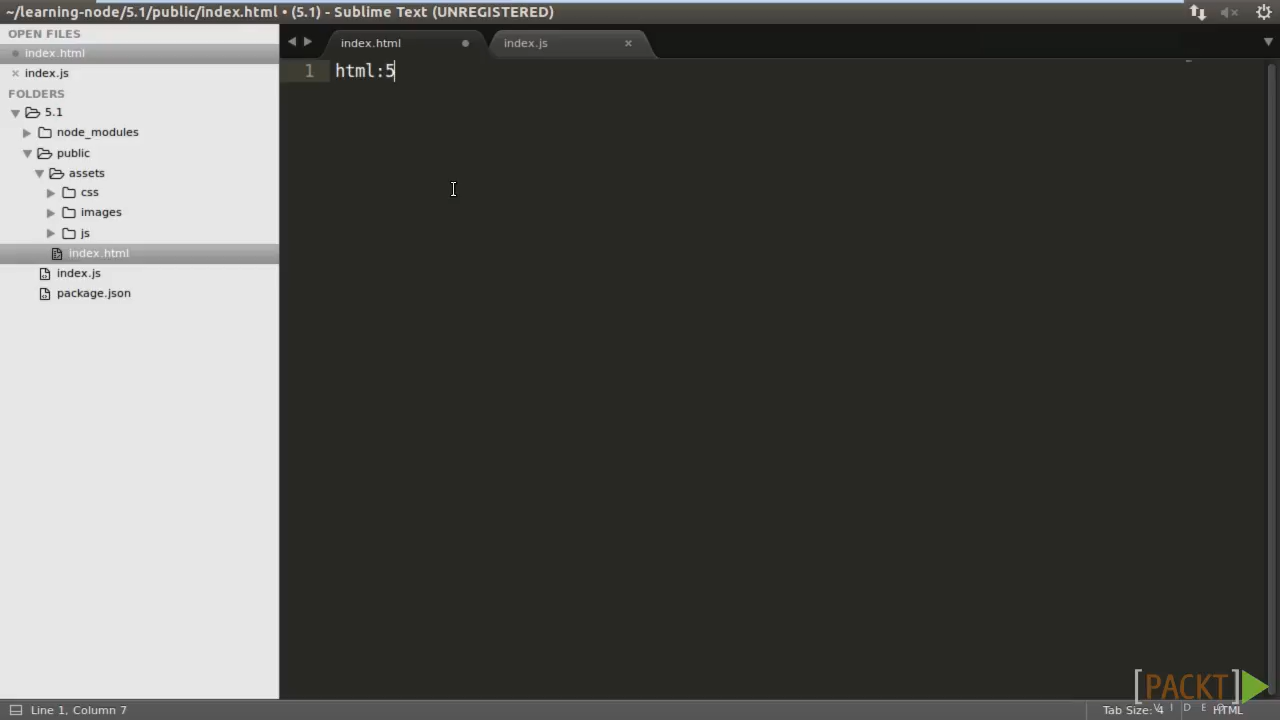 ~/learning-node/5.1/public/index.html • (5.1) - Sublime Text (UNREGISTERED)
OPEN FILES
index.html
index.js
FOLDERS
5.1
node_modules
public
assets
css
images
js
index.html
index.js
package.json
index.html
index.js
1 html:5
Line 1, Column 7
Tab Size: 4
HTML
[PACKT]
VIDEO